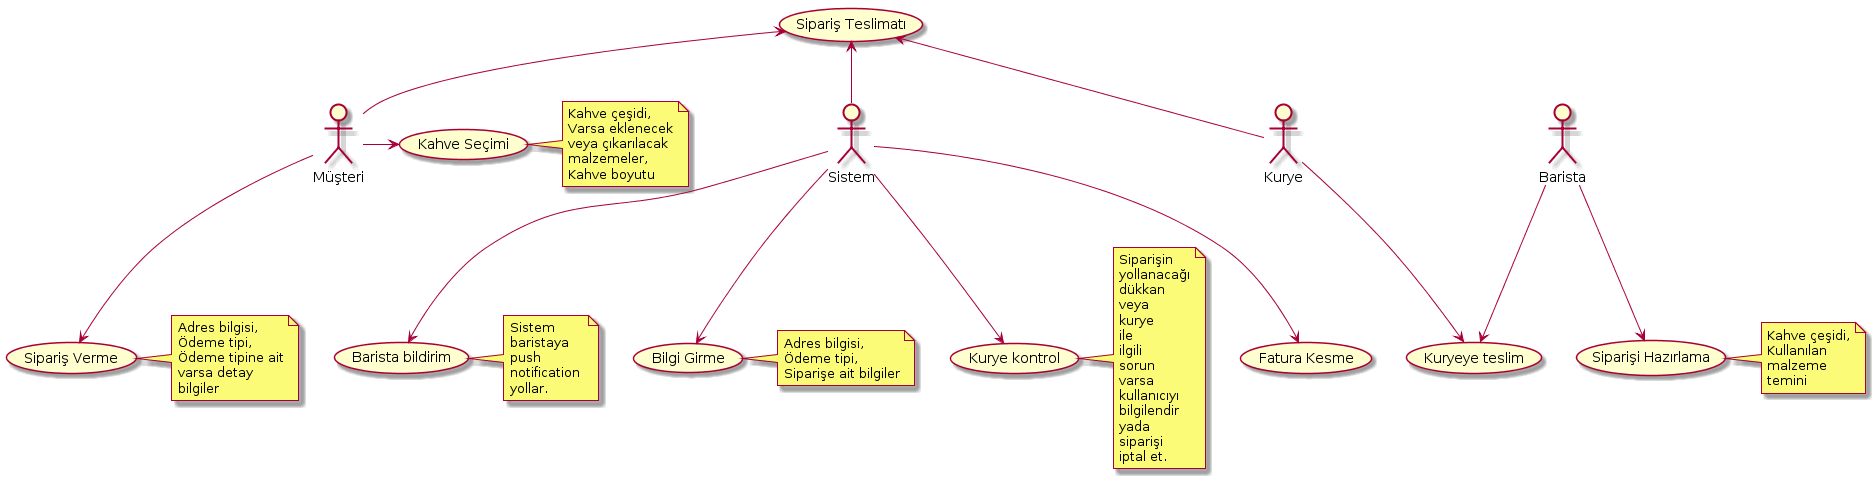 Sipariş Teslimatı
Müşteri
Kahve Seçimi
Kahve çeşidi,
Varsa eklenecek
veya çıkarılacak
malzemeler,
Kahve boyutu
Sistem
Kurye
Barista
Sipariş Verme
Adres bilgisi,
Ödeme tipi,
Ödeme tipine ait
varsa detay
bilgiler
Barista bildirim
Sistem
baristaya
push
notification
yollar.
Bilgi Girme
Adres bilgisi,
Ödeme tipi,
Siparişe ait bilgiler
Kurye kontrol
Siparişin
yollanacağı
dükkan
veya
kurye
ile
ilgili
sorun
varsa
kullanıcıyı
bilgilendir
yada
siparişi
iptal et.
Fatura Kesme
Kuryeye teslim
Siparişi Hazırlama
Kahve çeşidi,
Kullanılan
malzeme
temini